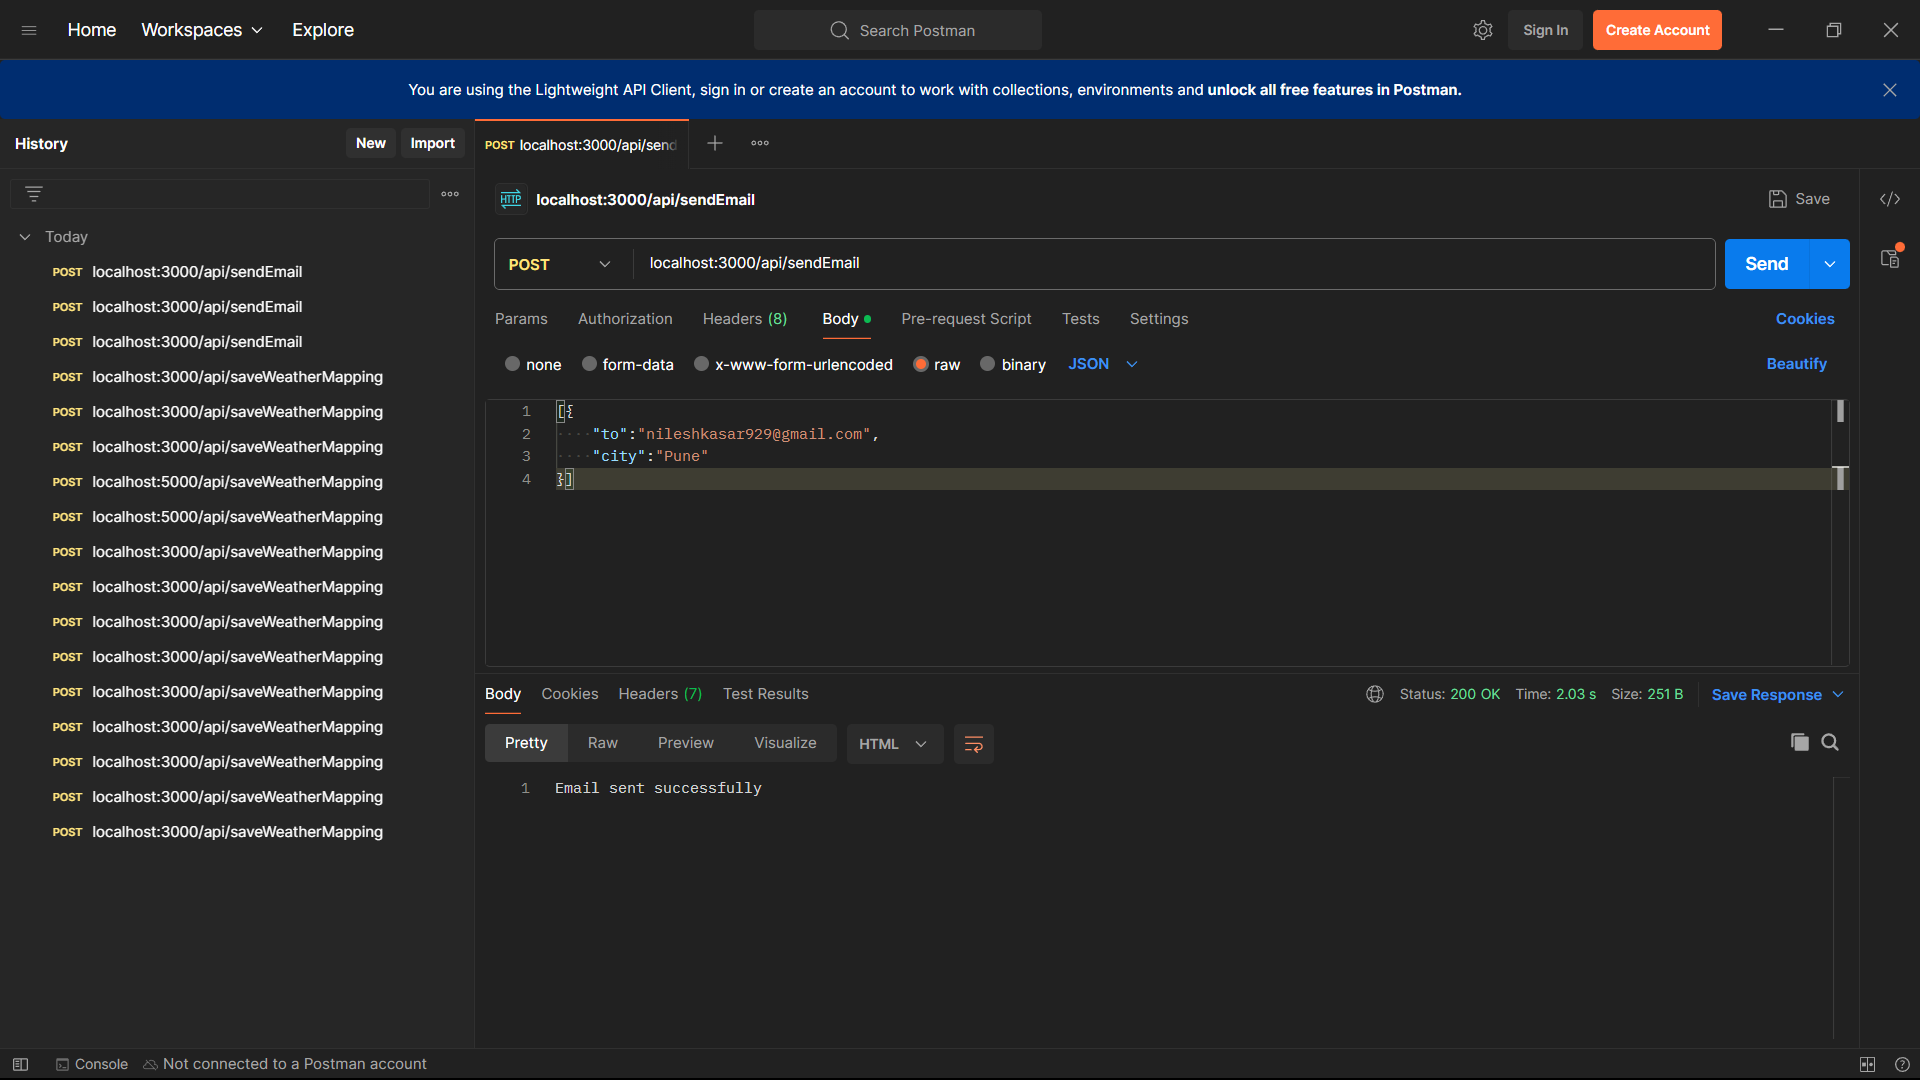 Home Workspaces Explore
Search Postman
Sign In Create Account
You are using the Lightweight API Client, sign in or create an account to work with collections, environments and unlock all free features in Postman.
History New Import
Today
POST localhost:3000/api/sendEmail
POST localhost:3000/api/sendEmail
POST localhost:3000/api/sendEmail
POST localhost:3000/api/saveWeatherMapping
POST localhost:3000/api/saveWeatherMapping
POST localhost:3000/api/saveWeatherMapping
POST localhost:5000/api/saveWeatherMapping
POST localhost:5000/api/saveWeatherMapping
POST localhost:3000/api/saveWeatherMapping
POST localhost:3000/api/saveWeatherMapping
POST localhost:3000/api/saveWeatherMapping
POST localhost:3000/api/saveWeatherMapping
POST localhost:3000/api/saveWeatherMapping
POST localhost:3000/api/saveWeatherMapping
POST localhost:3000/api/saveWeatherMapping
POST localhost:3000/api/saveWeatherMapping
POST localhost:3000/api/saveWeatherMapping
POST localhost:3000/api/send
HTTP localhost:3000/api/sendEmail Save
POST localhost:3000/api/sendEmail Send
Params Authorization Headers (8) Body Pre-request Script Tests Settings Cookies
none form-data x-www-form-urlencoded raw binary JSON Beautify
1 [{
2 "to":"nileshkasar929@gmail.com",
3 "city":"Pune"
4 }]
Body Cookies Headers (7) Test Results Status: 200 OK Time: 2.03 s Size: 251 B Save Response
Pretty Raw Preview Visualize HTML
1 Email sent successfully
Console Not connected to a Postman account